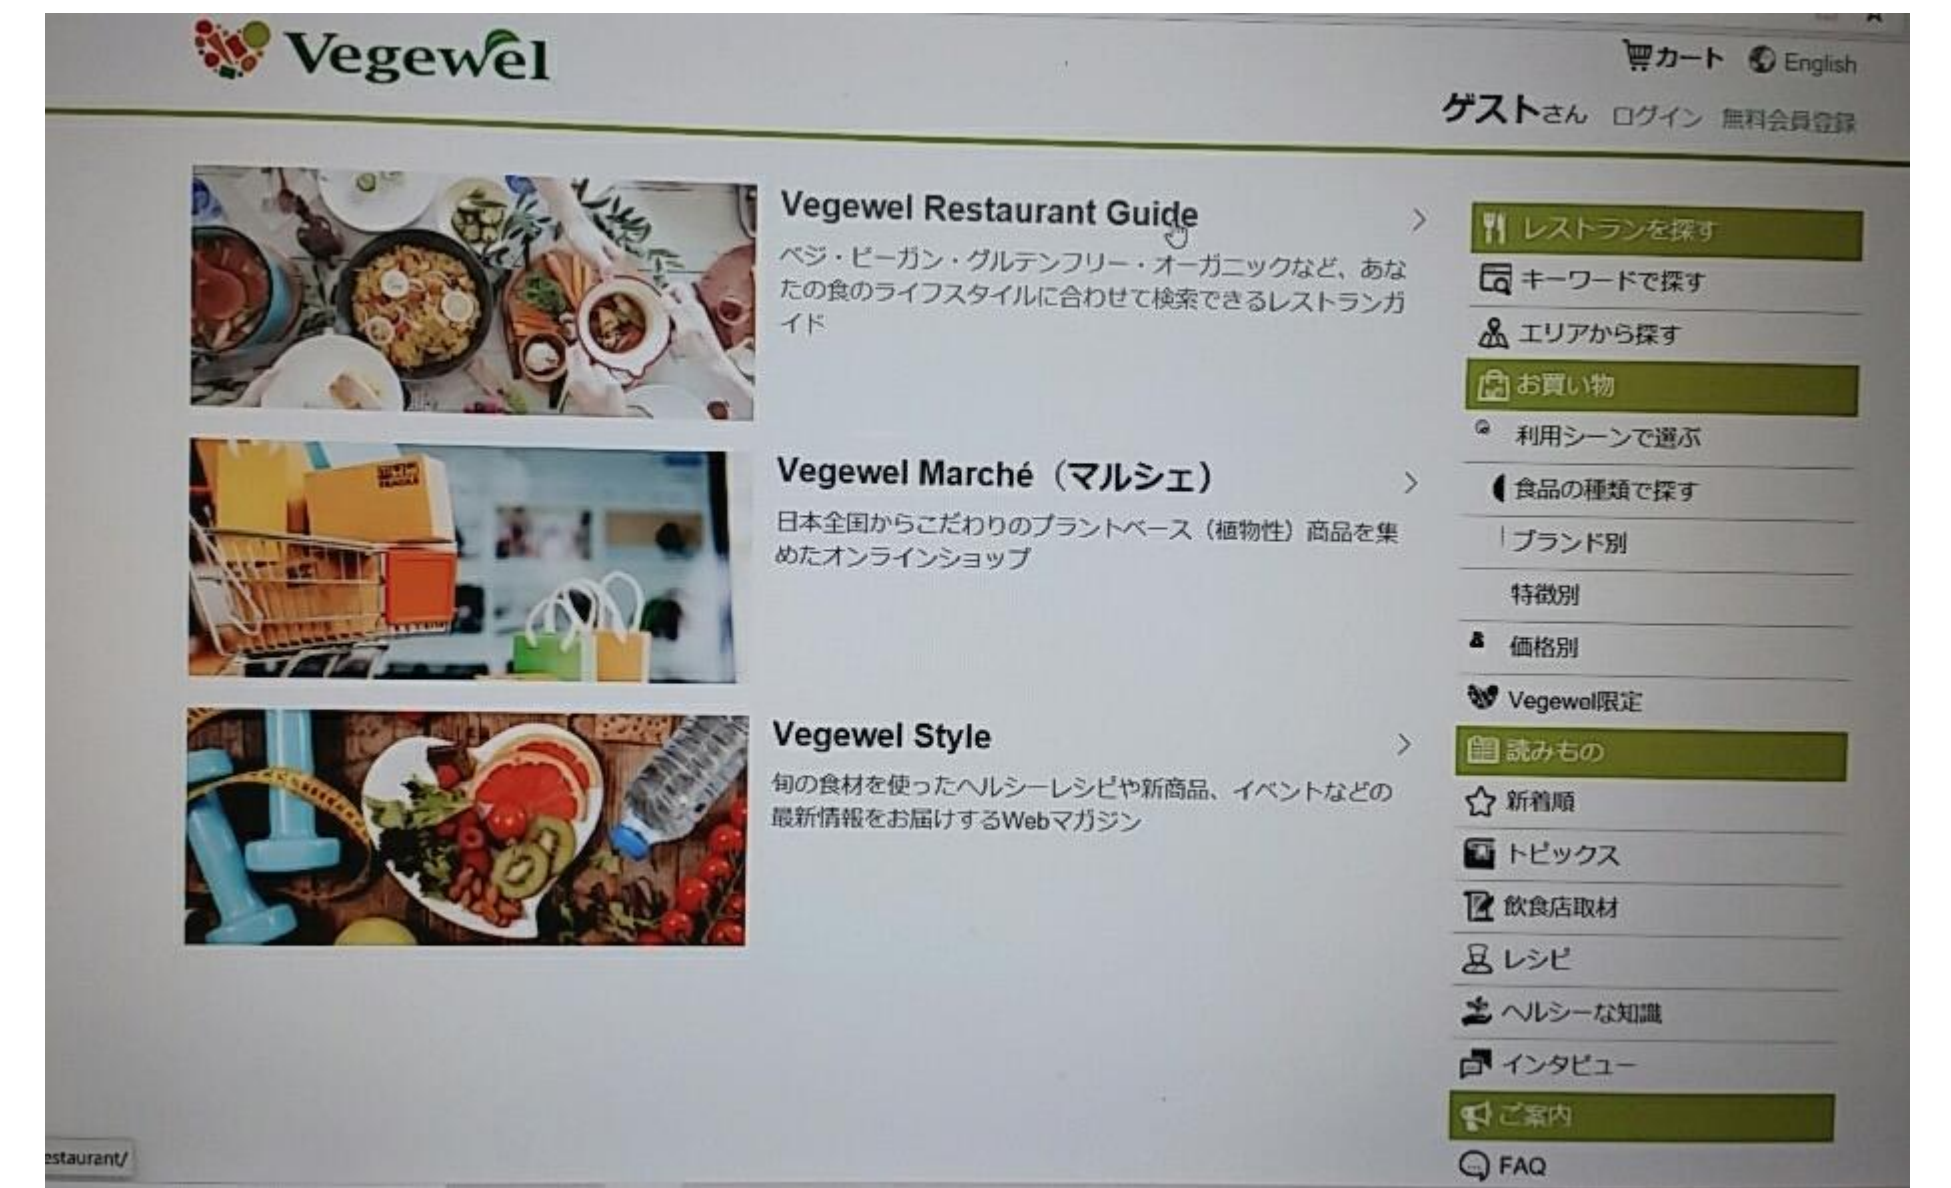 Vegewel
カート English
ゲストさん ログイン 無料会員登録
Vegewel Restaurant Guide
ベジ・ビーガン・グルテンフリー・オーガニックなど、あな
たの食のライフスタイルに合わせて検索できるレストランガ
イド
Vegewel Marché（マルシェ）
日本全国からこだわりのプラントベース（植物性）商品を集
めたオンラインショップ
Vegewel Style
旬の食材を使ったヘルシーレシピや新商品、イベントなどの
最新情報をお届けするWebマガジン
レストランを探す
キーワードで探す
エリアから探す
お買い物
利用シーンで選ぶ
食品の種類で探す
ブランド別
特徴別
価格別
Vegewel限定
読みもの
新着順
トピックス
飲食店取材
レシピ
ヘルシーな知識
インタビュー
ご案内
FAQ
estaurant/